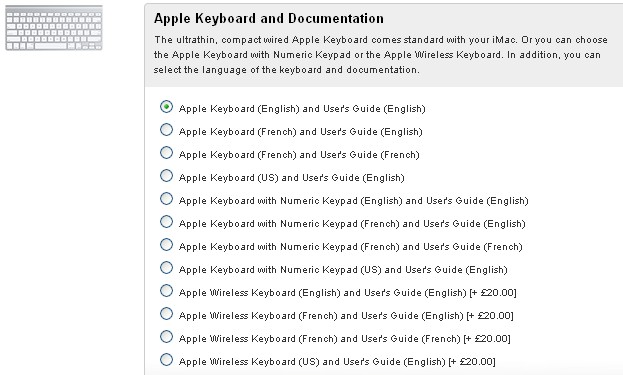 Apple Keyboard and Documentation
The ultrathin, compact wired Apple Keyboard comes standard with your iMac. Or you can choose
the Apple Keyboard with Numeric Keypad or the Apple Wireless Keyboard. In addition, you can
select the language of the keyboard and documentation.
Apple Keyboard (English) and User's Guide (English)
Apple Keyboard (French) and User's Guide (English)
Apple Keyboard (French) and User's Guide (French)
Apple Keyboard (US) and User's Guide (English)
Apple Keyboard with Numeric Keypad (English) and User's Guide (English)
Apple Keyboard with Numeric Keypad (French) and User's Guide (English)
Apple Keyboard with Numeric Keypad (French) and User's Guide (French)
Apple Keyboard with Numeric Keypad (US) and User's Guide (English)
Apple Wireless Keyboard (English) and User's Guide (English) [+ £20.00]
Apple Wireless Keyboard (French) and User's Guide (English) [+ £20.00]
Apple Wireless Keyboard (French) and User's Guide (French) [+ £20.00]
Apple Wireless Keyboard (US) and User's Guide (English) [+ £20.00]